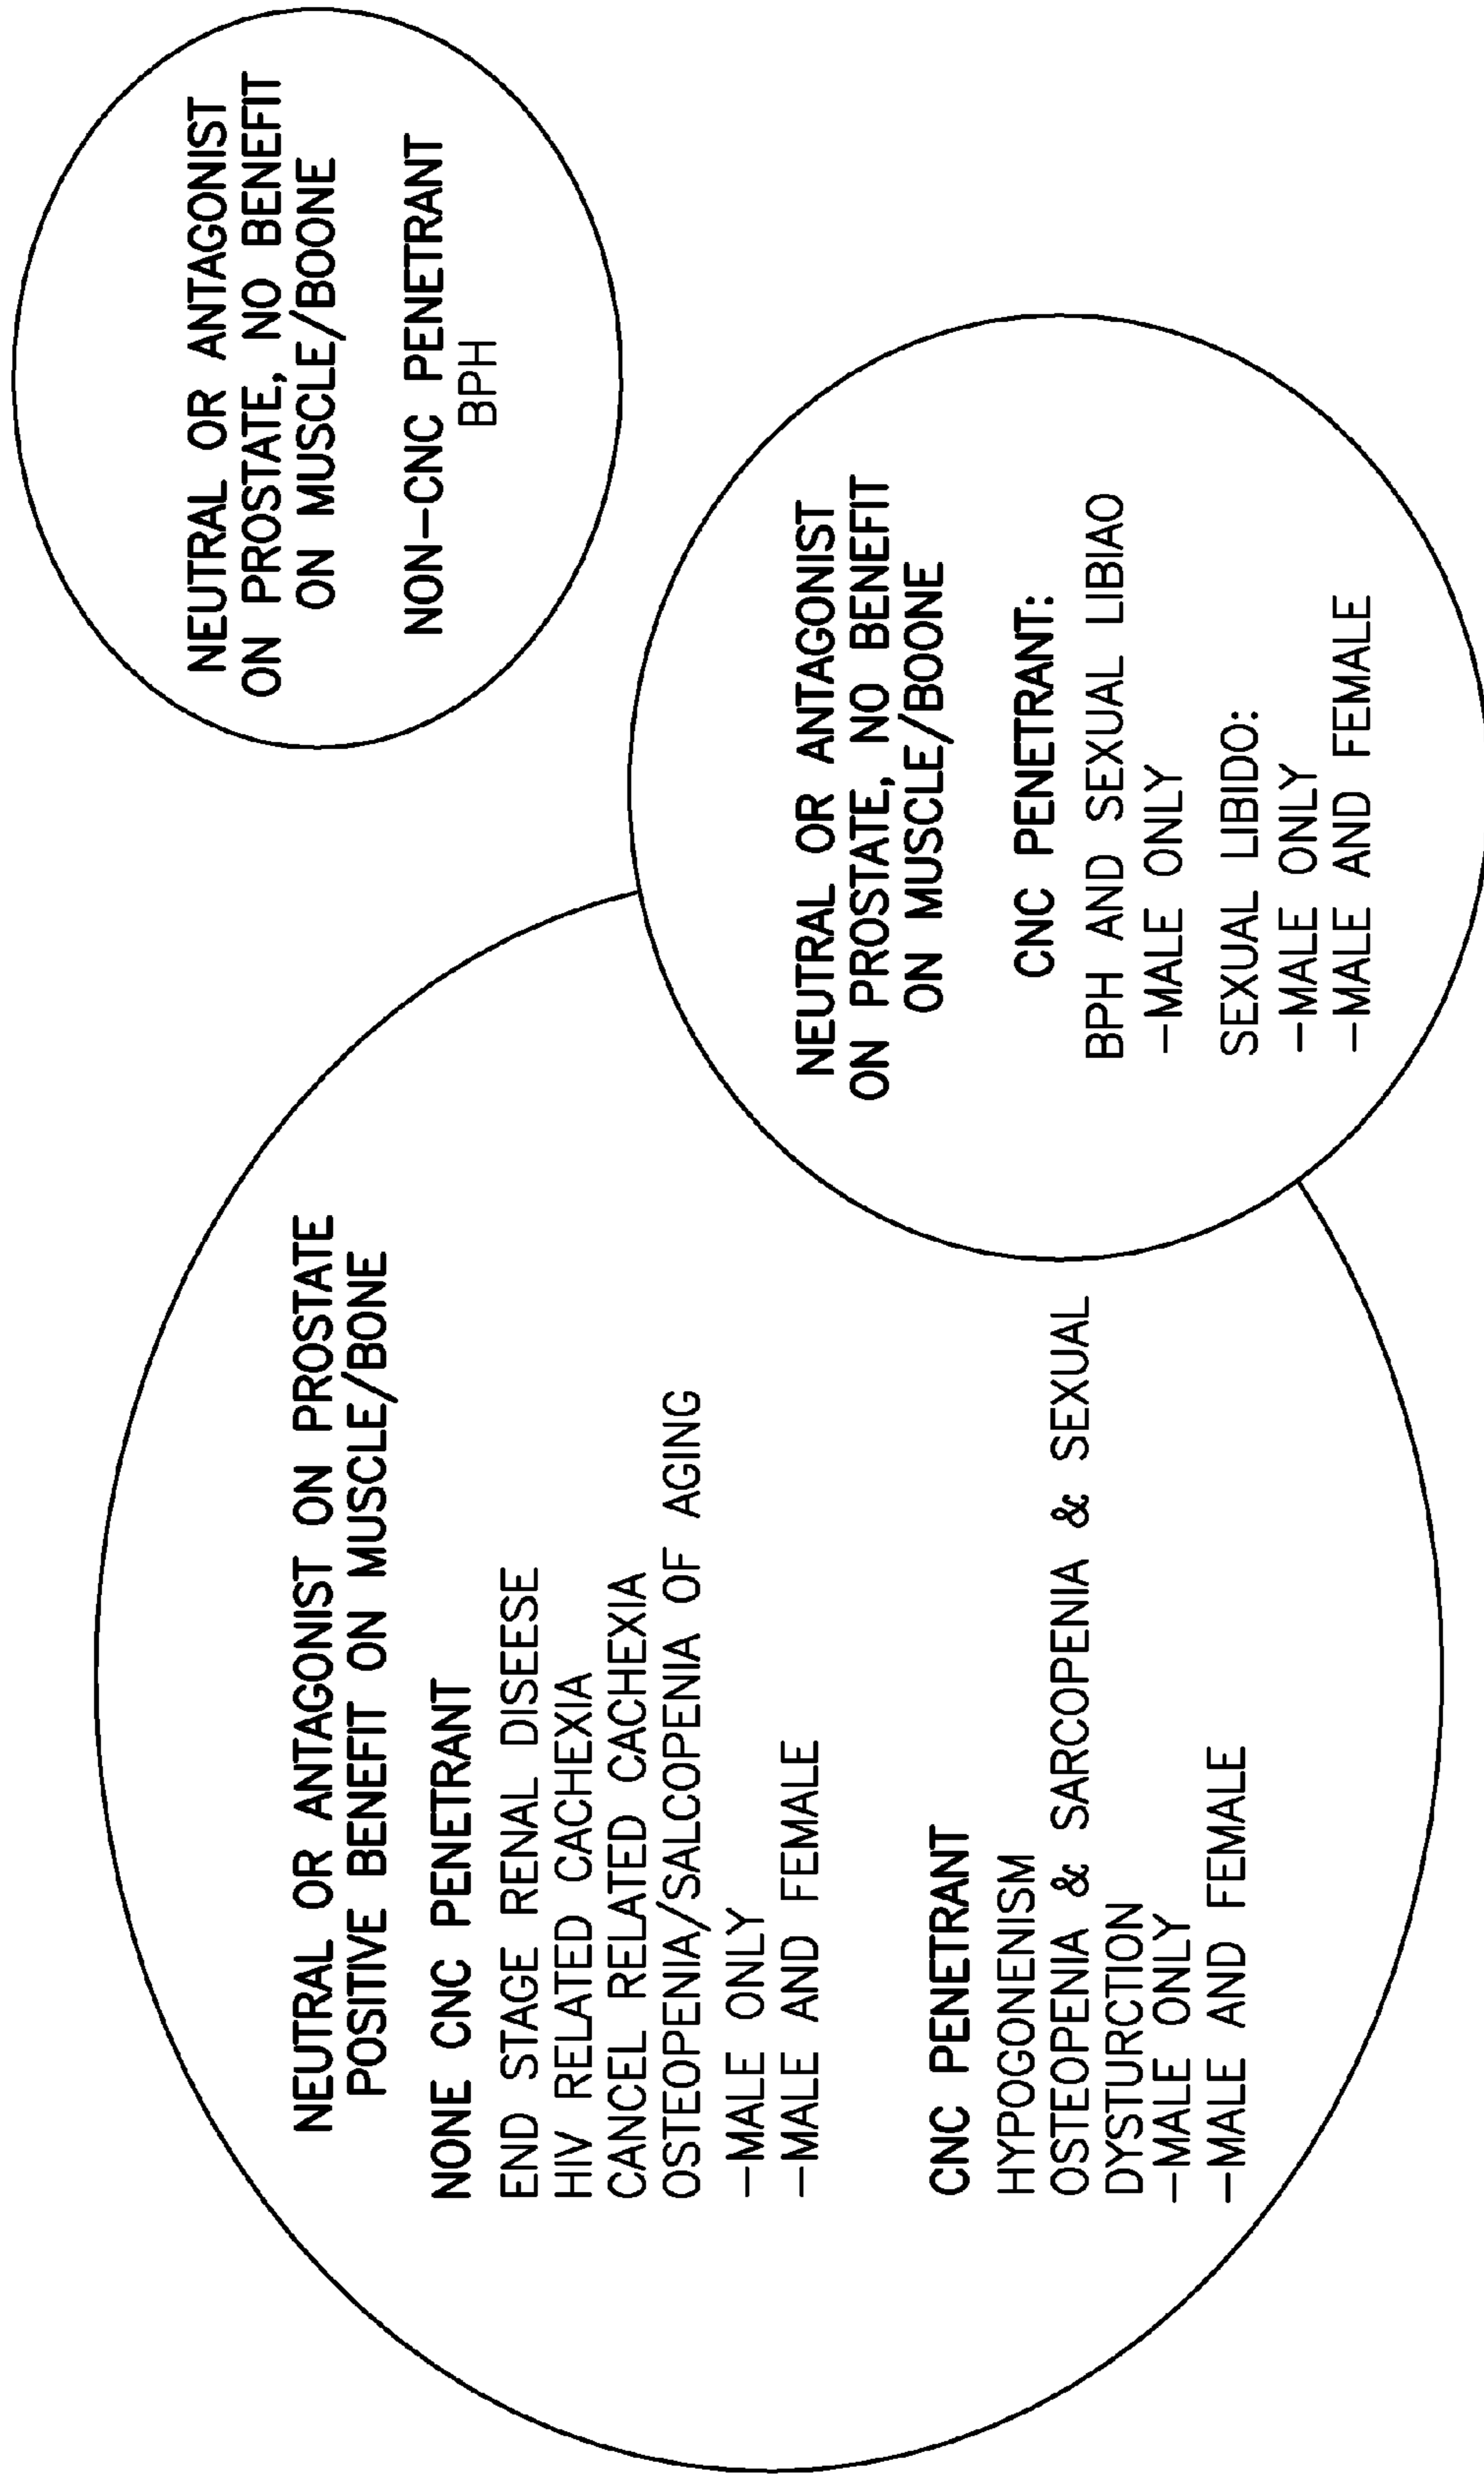 NEUTRAL OR ANTAGONIST ON PROSTATE
POSITIVE BENEFIT ON MUSCLE/BONE
NONE CNC PENETRANT
END STAGE RENAL DISEESE
HIV RELATED CACHEXIA
CANCEL RELATED CACHEXIA
OSTEOPENIA/SALCOPENIA OF AGING
-MALE ONLY
-MALE AND FEMALE
CNC PENETRANT
HYPOGONENISM
OSTEOPENIA & SARCOPENIA & SEXUAL
DYSTURCTION
-MALE ONLY
-MALE AND FEMALE
NEUTRAL OR ANTAGONIST
ON PROSTATE, NO BENEFIT
ON MUSCLE/BOONE
CNC PENETRANT:
BPH AND SEXUAL LIBIAO
-MALE ONLY
SEXUAL LIBIDO:
-MALE ONLY
-MALE AND FEMALE
NEUTRAL OR ANTAGONIST
ON PROSTATE, NO BENEFIT
ON MUSCLE/BOONE
NON-CNC PENETRANT
BPH